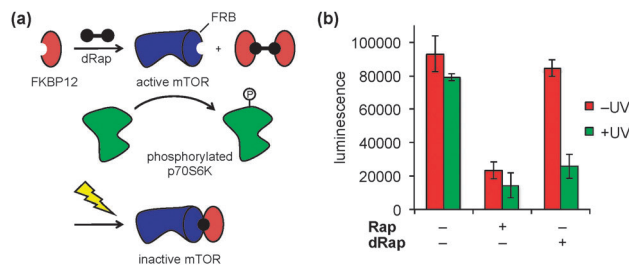 (a)
FRB
dRap
+
FKBP12
active mTOR
P
phosphorylated
p70S6K
inactive mTOR
(b)
luminescence
100000
80000
60000
40000
20000
0
–UV
+UV
Rap – + –
dRap – – +